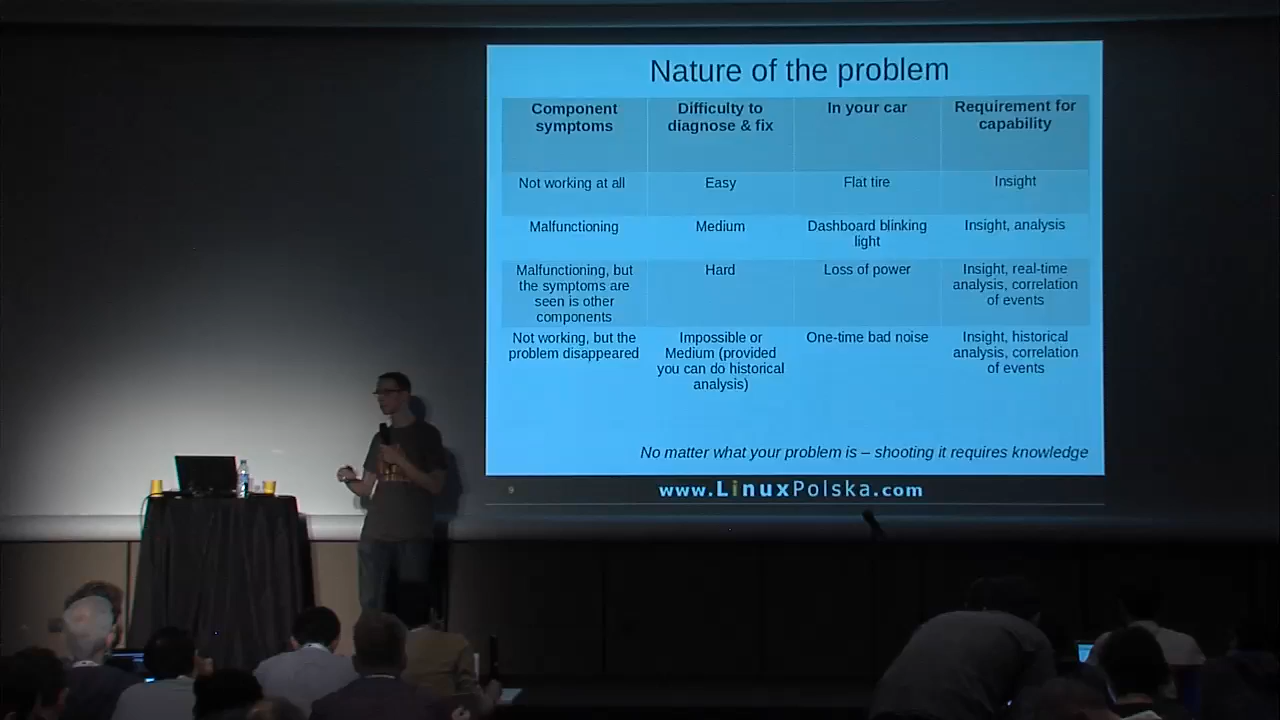 Nature of the problem
Component symptoms
Difficulty to diagnose & fix
In your car
Requirement for capability
Not working at all
Easy
Flat tire
Insight
Malfunctioning
Medium
Dashboard blinking light
Insight, analysis
Malfunctioning, but the symptoms are seen is other components
Hard
Loss of power
Insight, real-time analysis, correlation of events
Not working, but the problem disappeared
Impossible or Medium (provided you can do historical analysis)
One-time bad noise
Insight, historical analysis, correlation of events
No matter what your problem is – shooting it requires knowledge
9
www.LinuxPolska.com